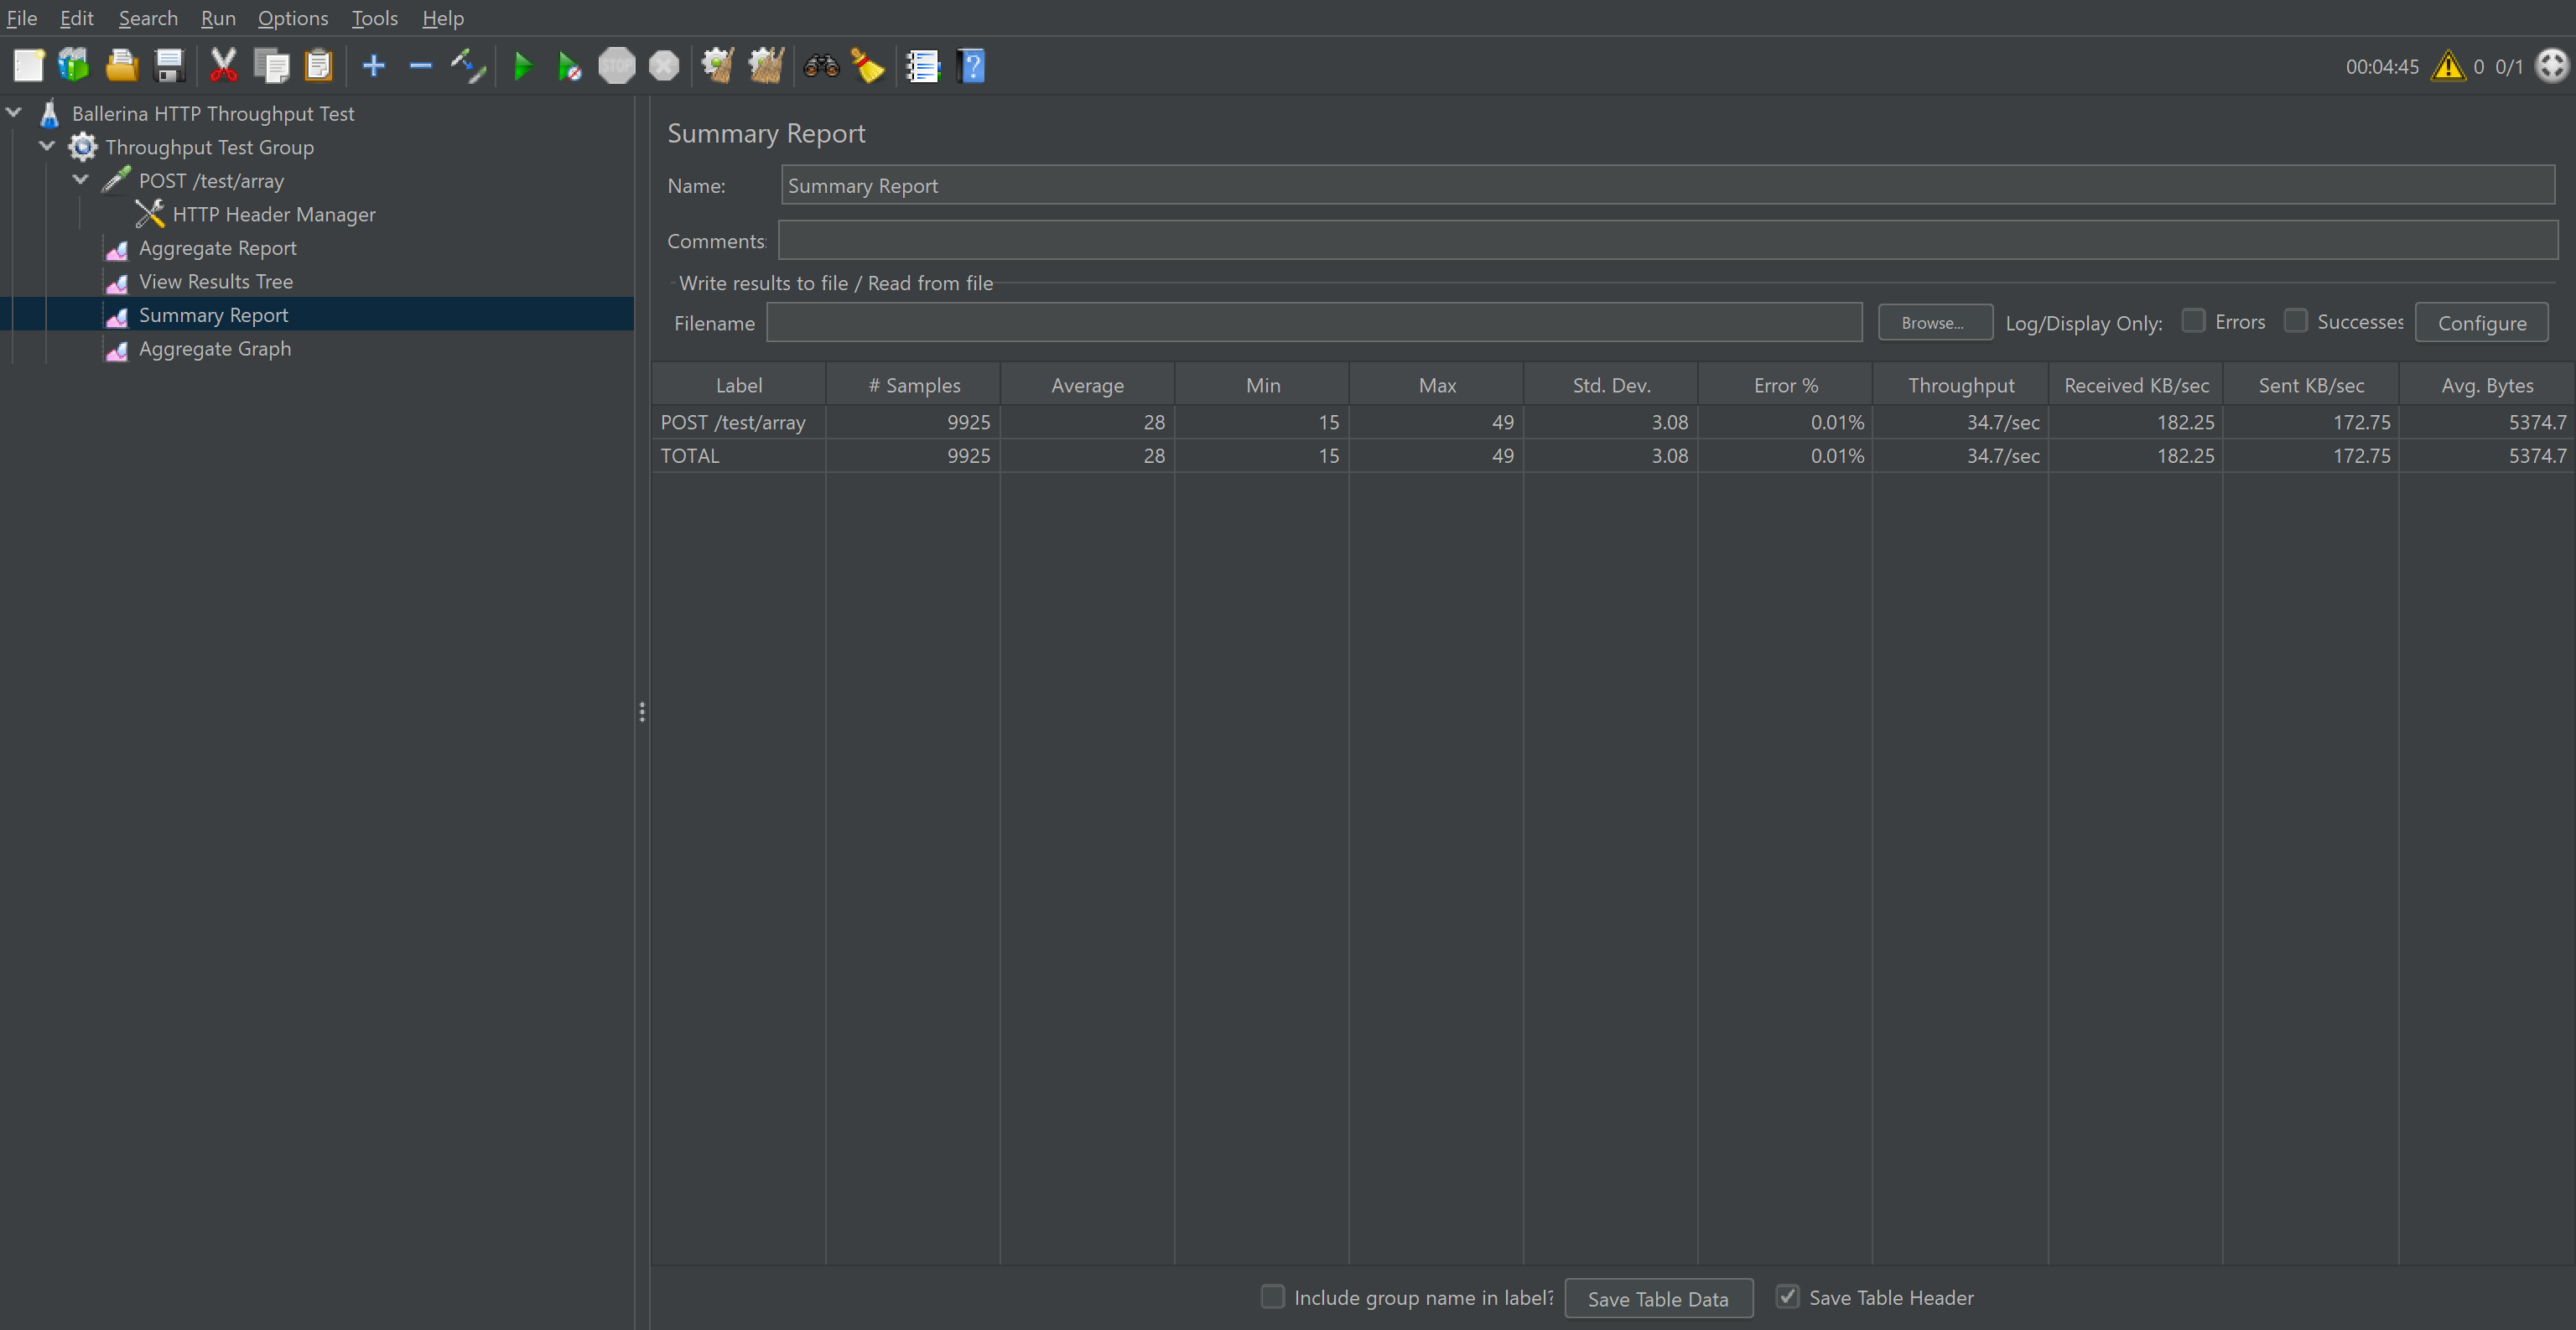 File Edit Search Run Options Tools Help
STOP
00:04:45 0 0/1
Ballerina HTTP Throughput Test
Throughput Test Group
POST /test/array
HTTP Header Manager
Aggregate Report
View Results Tree
Summary Report
Aggregate Graph
Summary Report
Name: Summary Report
Comments:
Write results to file / Read from file
Filename Browse... Log/Display Only: Errors Successes Configure
Label # Samples Average Min Max Std. Dev. Error % Throughput Received KB/sec Sent KB/sec Avg. Bytes
POST /test/array 9925 28 15 49 3.08 0.01% 34.7/sec 182.25 172.75 5374.7
TOTAL 9925 28 15 49 3.08 0.01% 34.7/sec 182.25 172.75 5374.7
Include group name in label? Save Table Data Save Table Header